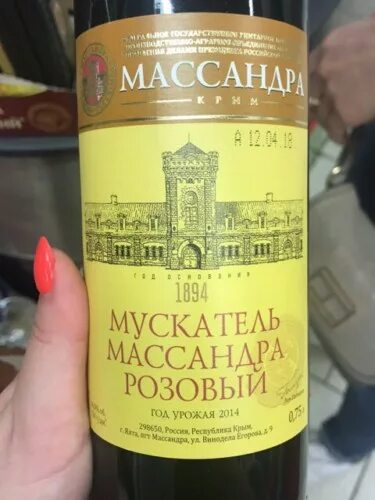 МАССАНДРА
КРЫМ
А 12.04.18
год основания
1894
МУСКАТЕЛЬ
МАССАНДРА
РОЗОВЫЙ
ГОД УРОЖАЯ 2014
0,75 л
298650, Россия, Республика Крым,
г. Ялта, пгт Массандра, ул. Винодела Егорова, д. 9